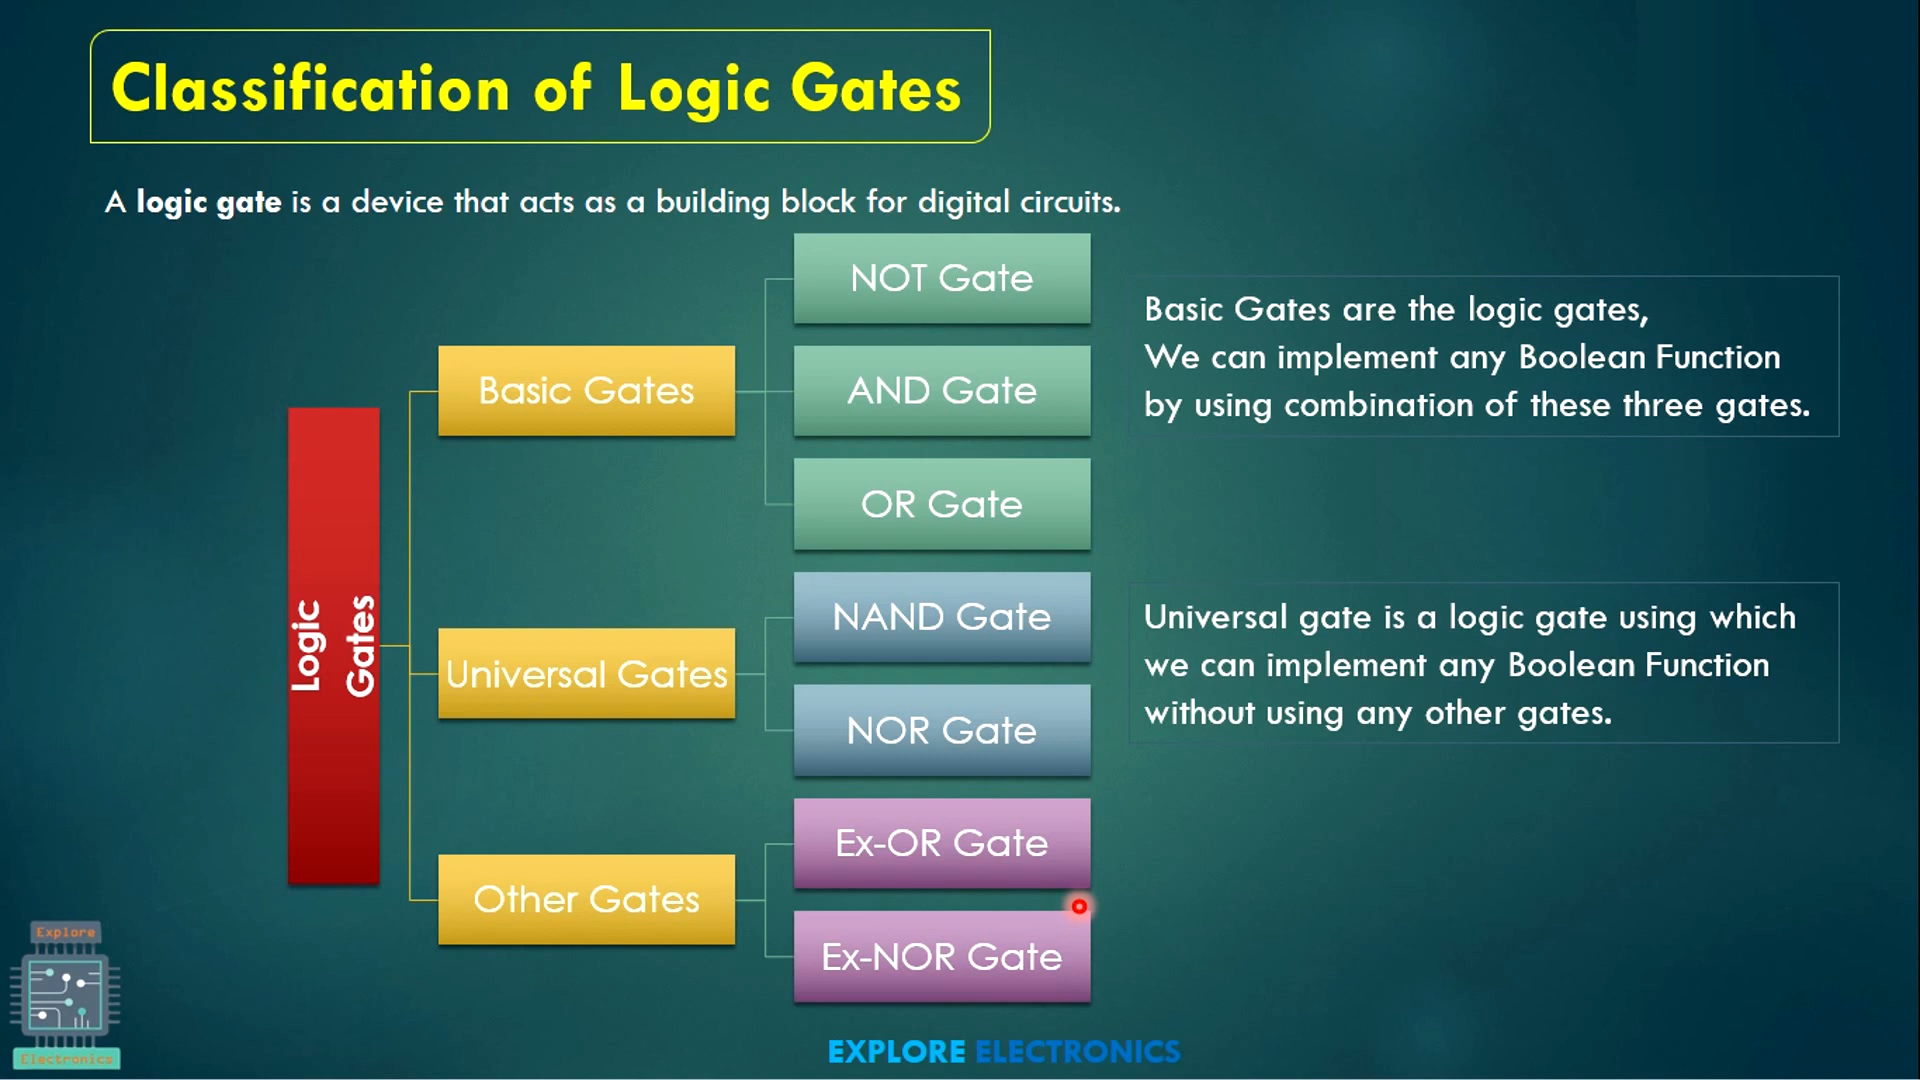 Classification of Logic Gates
A logic gate is a device that acts as a building block for digital circuits.
Logic
Gates
Basic Gates
NOT Gate
AND Gate
OR Gate
Basic Gates are the logic gates,
We can implement any Boolean Function
by using combination of these three gates.
Universal Gates
NAND Gate
NOR Gate
Universal gate is a logic gate using which
we can implement any Boolean Function
without using any other gates.
Other Gates
Ex-OR Gate
Ex-NOR Gate
Explore
Electronics
EXPLORE ELECTRONICS